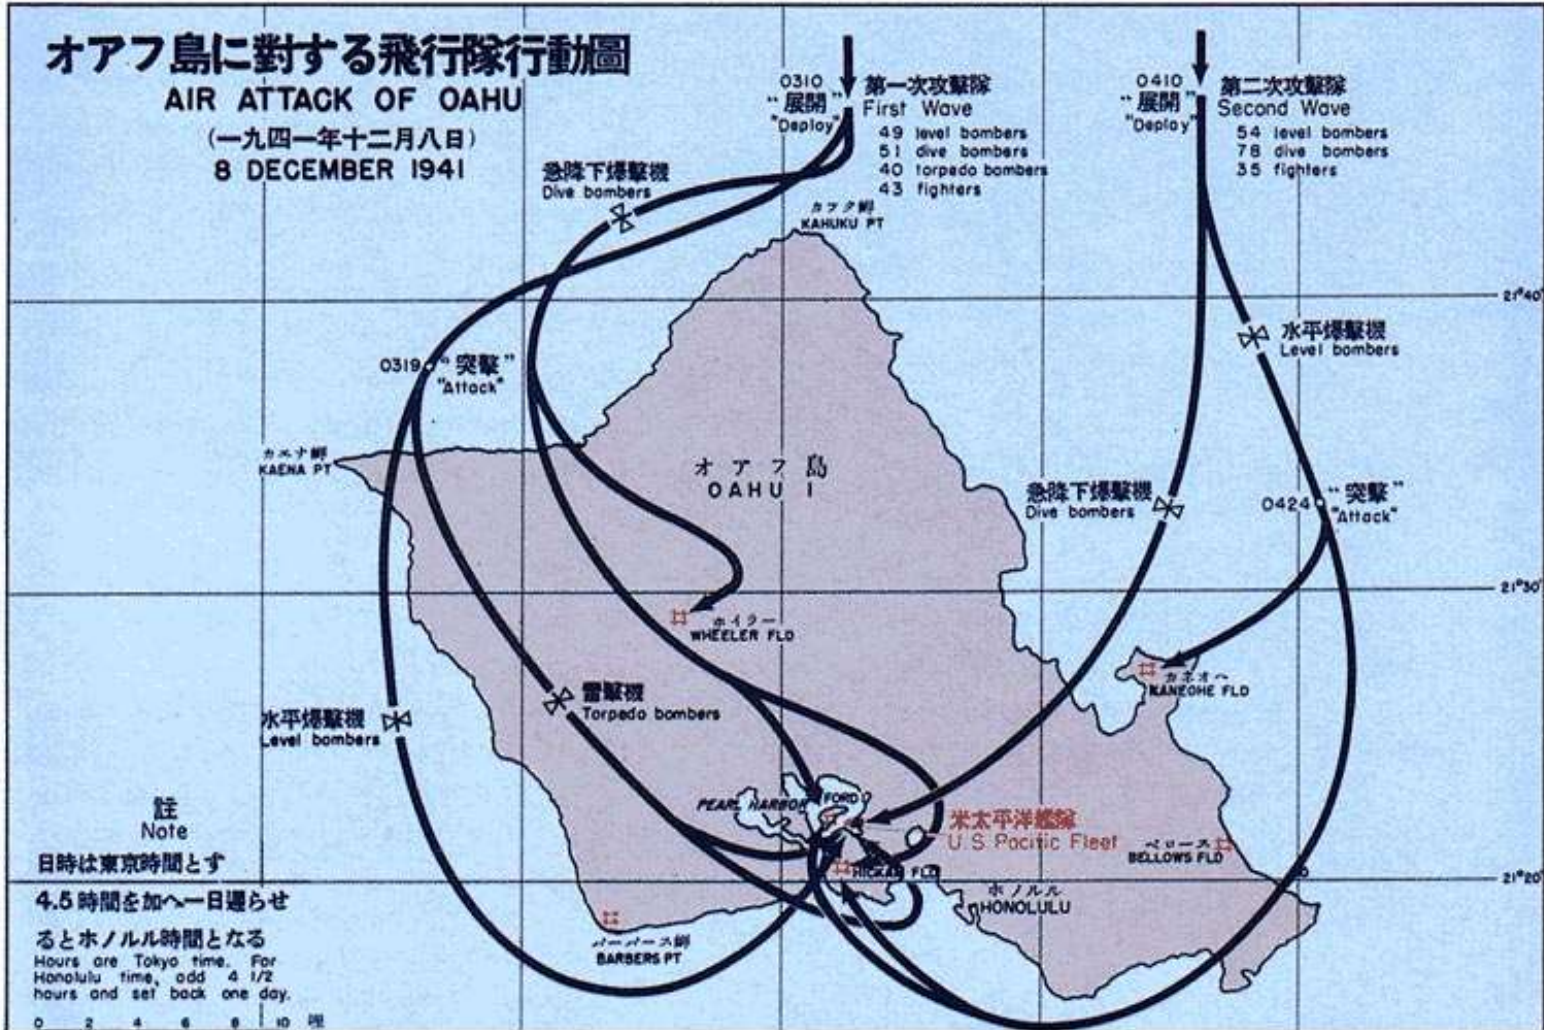 オアフ島に對する飛行隊行動圖
AIR ATTACK OF OAHU
(一九四一年十二月八日)
8 DECEMBER 1941
0310
"展開"
"Deploy"
第一次攻擊隊
First Wave
49 level bombers
51 dive bombers
40 torpedo bombers
43 fighters
0410
"展開"
"Deploy"
第二次攻擊隊
Second Wave
54 level bombers
78 dive bombers
35 fighters
急降下爆擊機
Dive bombers
カフク岬
KAHUKU PT
21°40'
水平爆擊機
Level bombers
0319
"突擊"
"Attack"
カエナ岬
KAENA PT
オアフ島
OAHU I
急降下爆擊機
Dive bombers
0424
"突擊"
"Attack"
21°30'
ホイラー
WHEELER FLD
カネオヘ
KANEOHE FLD
雷擊機
Torpedo bombers
水平爆擊機
Level bombers
PEARL HARBOR
FORD
米太平洋艦隊
U.S Pacific Fleet
ベロース
BELLOWS FLD
HICKAM FLD
21°20'
ホノルル
HONOLULU
バーバース岬
BARBERS PT
註
Note
日時は東京時間とす
4.5時間を加へ一日遲らせ
るとホノルル時間となる
Hours are Tokyo time. For
Honolulu time, add 4 1/2
hours and set back one day.
0 2 4 6 8 10 浬